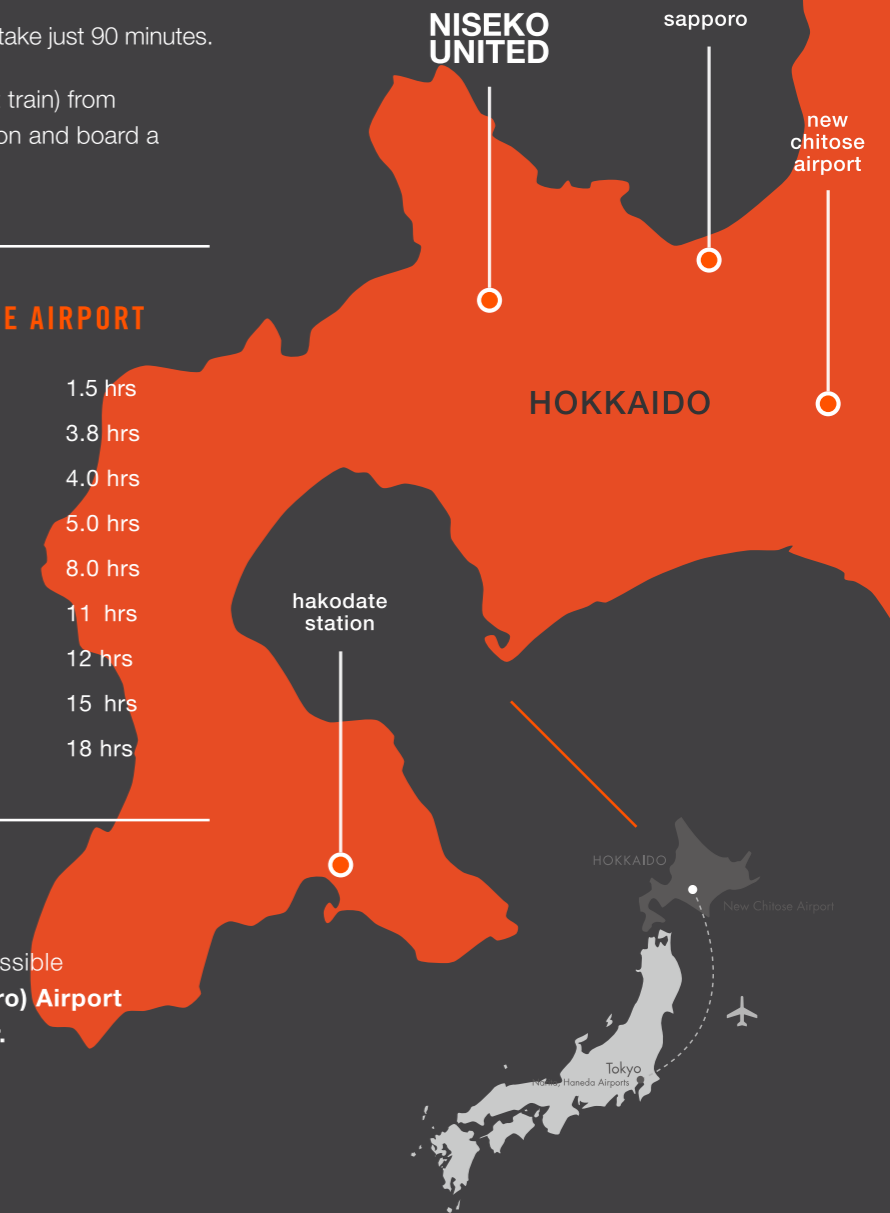 take just 90 minutes.
train) from
on and board a
E AIRPORT
1.5 hrs
3.8 hrs
4.0 hrs
5.0 hrs
8.0 hrs
11 hrs
12 hrs
15 hrs
18 hrs
ssible
ro) Airport
NISEKO
UNITED
sapporo
new
chitose
airport
HOKKAIDO
hakodate
station
HOKKAIDO
New Chitose Airport
Tokyo
Haneda Airports